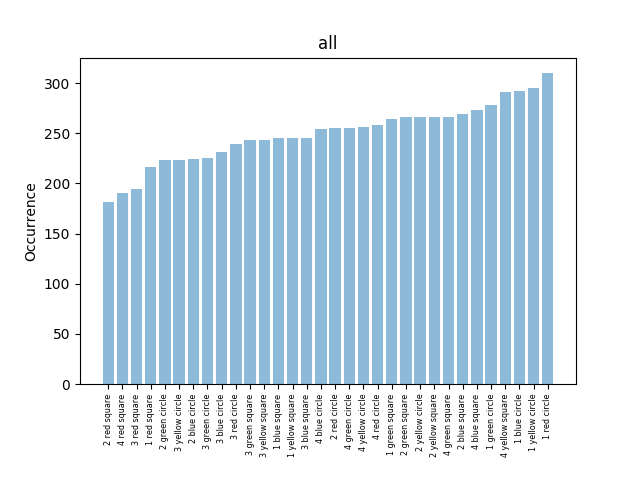 all
Occurrence
300
250
200
150
100
50
0
2 red square
4 red square
3 red square
1 red square
2 green circle
3 yellow circle
2 blue circle
3 green circle
3 blue circle
3 red circle
3 green square
3 yellow square
1 blue square
1 yellow square
3 blue square
4 blue circle
2 red circle
4 green circle
4 yellow circle
4 red circle
1 green square
2 green square
2 yellow circle
2 yellow square
4 green square
2 blue square
4 blue square
1 green circle
4 yellow square
1 blue circle
1 yellow circle
1 red circle